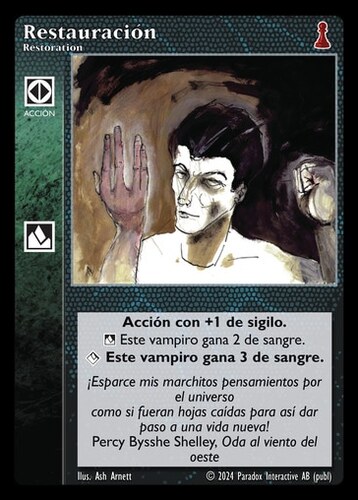 Restauración
Restoration
ACCIÓN
Acción con +1 de sigilo.
Este vampiro gana 2 de sangre.
Este vampiro gana 3 de sangre.
¡Esparce mis marchitos pensamientos por
el universo
como si fueran hojas caídas para así dar
paso a una vida nueva!
Percy Bysshe Shelley, Oda al viento del
oeste
Ilus. Ash Arnett © 2024 Paradox Interactive AB (publ)